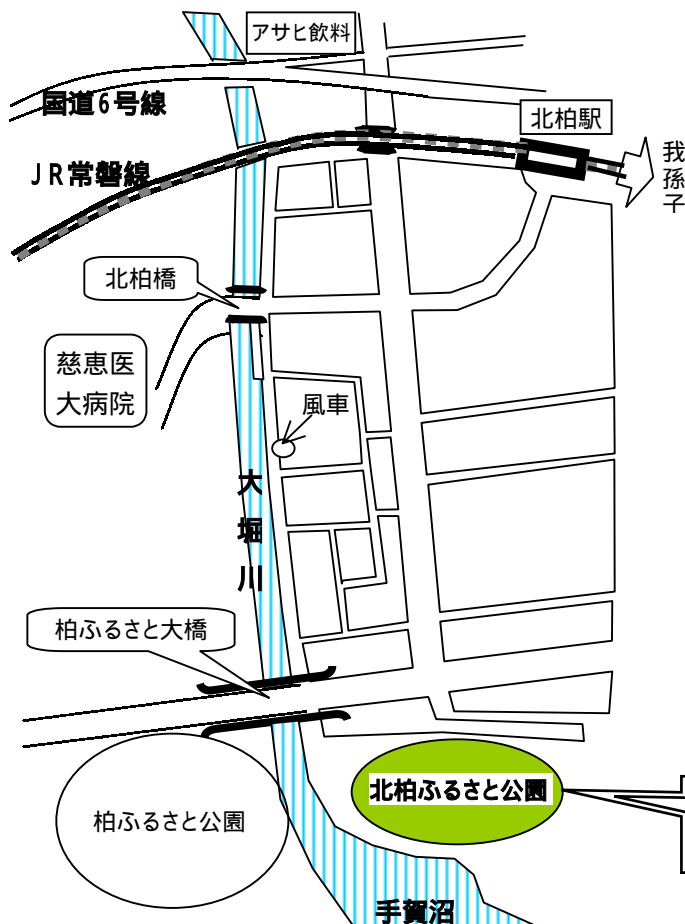 アサヒ飲料
国道6号線
北柏駅
JR常磐線
我孫子
北柏橋
慈恵医
大病院
風車
大堀川
柏ふるさと大橋
北柏ふるさと公園
柏ふるさと公園
手賀沼